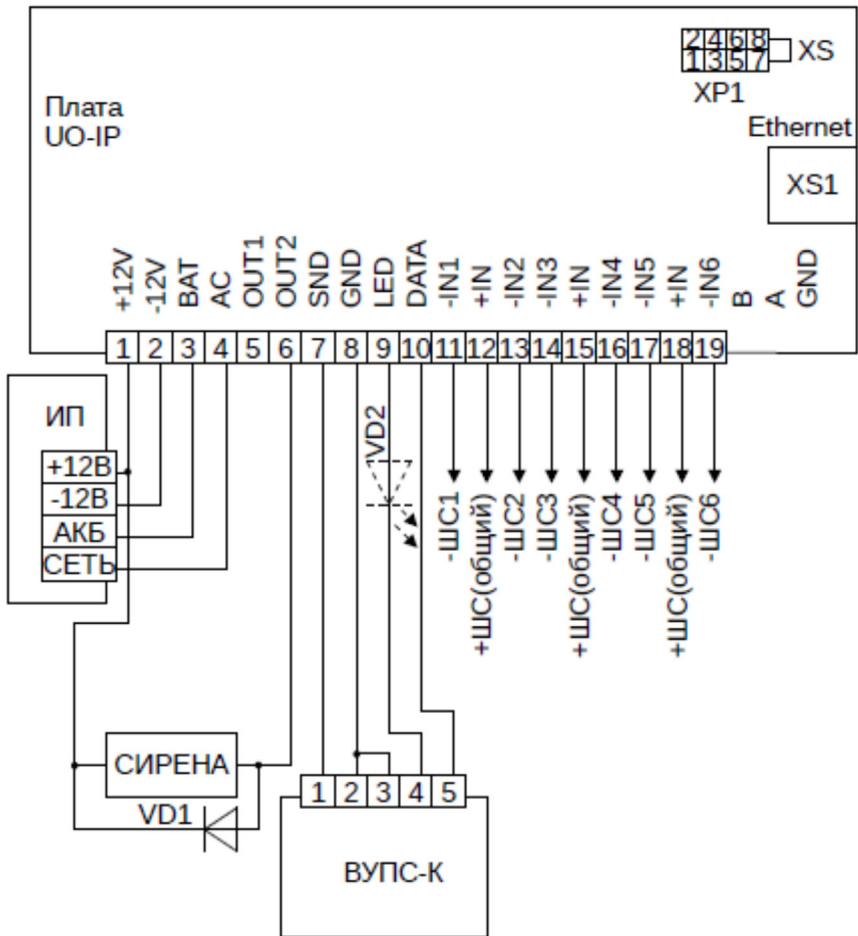 2 4 6 8
1 3 5 7
XS
XP1
Плата
UO-IP
Ethernet
XS1
+12V
-12V
BAT
AC
OUT1
OUT2
SND
GND
LED
DATA
-IN1
+IN
-IN2
-IN3
+IN
-IN4
-IN5
+IN
-IN6
B
A
GND
1 2 3 4 5 6 7 8 9 10 11 12 13 14 15 16 17 18 19
ИП
+12В
-12В
АКБ
СЕТЬ
VD2
-ШС1
+ШС(общий)
-ШС2
-ШС3
+ШС(общий)
-ШС4
-ШС5
+ШС(общий)
-ШС6
СИРЕНА
VD1
1 2 3 4 5
ВУПС-К